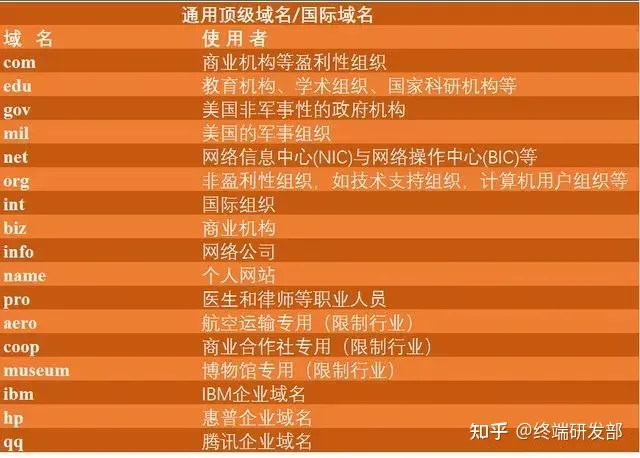 通用顶级域名/国际域名
域 名 使 用 者
com 商业机构等盈利性组织
edu 教育机构、学术组织、国家科研机构等
gov 美国非军事性的政府机构
mil 美国的军事组织
net 网络信息中心(NIC)与网络操作中心(BIC)等
org 非盈利性组织，如技术支持组织，计算机用户组织等
int 国际组织
biz 商业机构
info 网络公司
name 个人网站
pro 医生和律师等职业人员
aero 航空运输专用（限制行业）
coop 商业合作社专用（限制行业）
museum 博物馆专用（限制行业）
ibm IBM企业域名
hp 惠普企业域名
qq 腾讯企业域名
知乎 @终端研发部